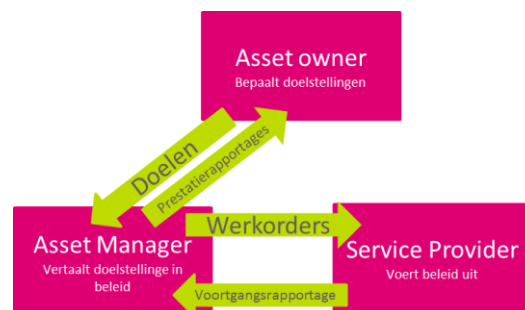 Asset owner
Bepaalt doelstellingen
Doelen
Prestatierapportages
Werkorders
Asset Manager
Vertaalt doelstellinge in
beleid
Service Provider
Voert beleid uit
Voortgangsrapportage